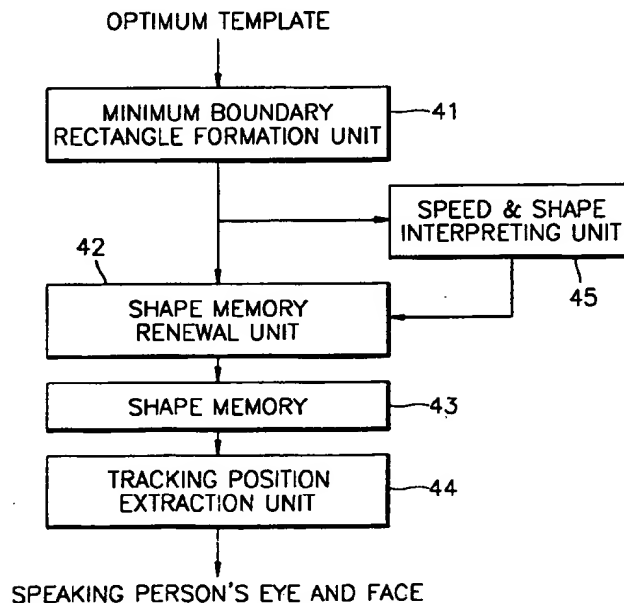 OPTIMUM TEMPLATE
MINIMUM BOUNDARY
RECTANGLE FORMATION UNIT
41
SPEED & SHAPE
INTERPRETING UNIT
45
42
SHAPE MEMORY
RENEWAL UNIT
SHAPE MEMORY
43
TRACKING POSITION
EXTRACTION UNIT
44
SPEAKING PERSON'S EYE AND FACE